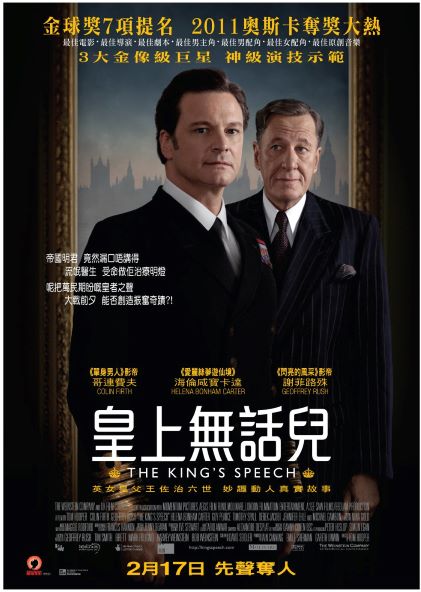 金球獎7項提名 2011奧斯卡奪獎大熱
最佳電影・最佳導演・最佳劇本・最佳男主角・最佳男配角・最佳女配角・最佳原創音樂
3大金像級巨星 神級演技示範
帝國明君 竟然漏口唔講得
流氓醫生 受命做佢治療明燈
呢把萬民期盼嘅皇者之聲
大戰前夕 能否創造振奮奇蹟?!
《單身男人》影帝 《愛麗絲夢遊仙境》 《閃亮的風采》影帝
哥連費夫 海倫咸寶卡達 謝菲路殊
COLIN FIRTH HELENA BONHAM CARTER GEOFFREY RUSH
皇上無話兒
THE KING'S SPEECH
英女皇父王佐治六世 妙趣動人真實故事
2月17日 先聲奪人